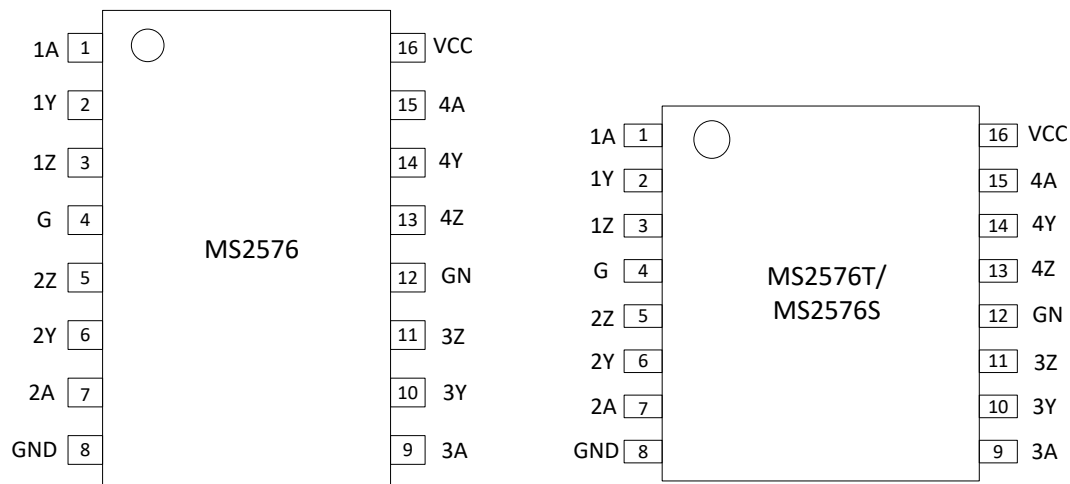 1A 1 16 VCC
1Y 2 15 4A
1Z 3 14 4Y
G 4 13 4Z
MS2576
2Z 5 12 GN
2Y 6 11 3Z
2A 7 10 3Y
GND 8 9 3A
1A 1 16 VCC
1Y 2 15 4A
1Z 3 14 4Y
G 4 13 4Z
MS2576T/
MS2576S
2Z 5 12 GN
2Y 6 11 3Z
2A 7 10 3Y
GND 8 9 3A